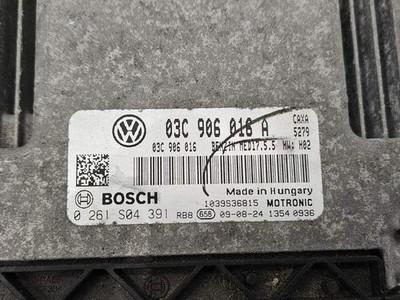 03C 906 016 A CAXA
5279
03C 906 016 BENZIN MED17.5.5 HW: H02
Made in Hungary
BOSCH 1039S36815 MOTRONIC
0 261 S04 391 RB8 658 09-08-24 1354 0936